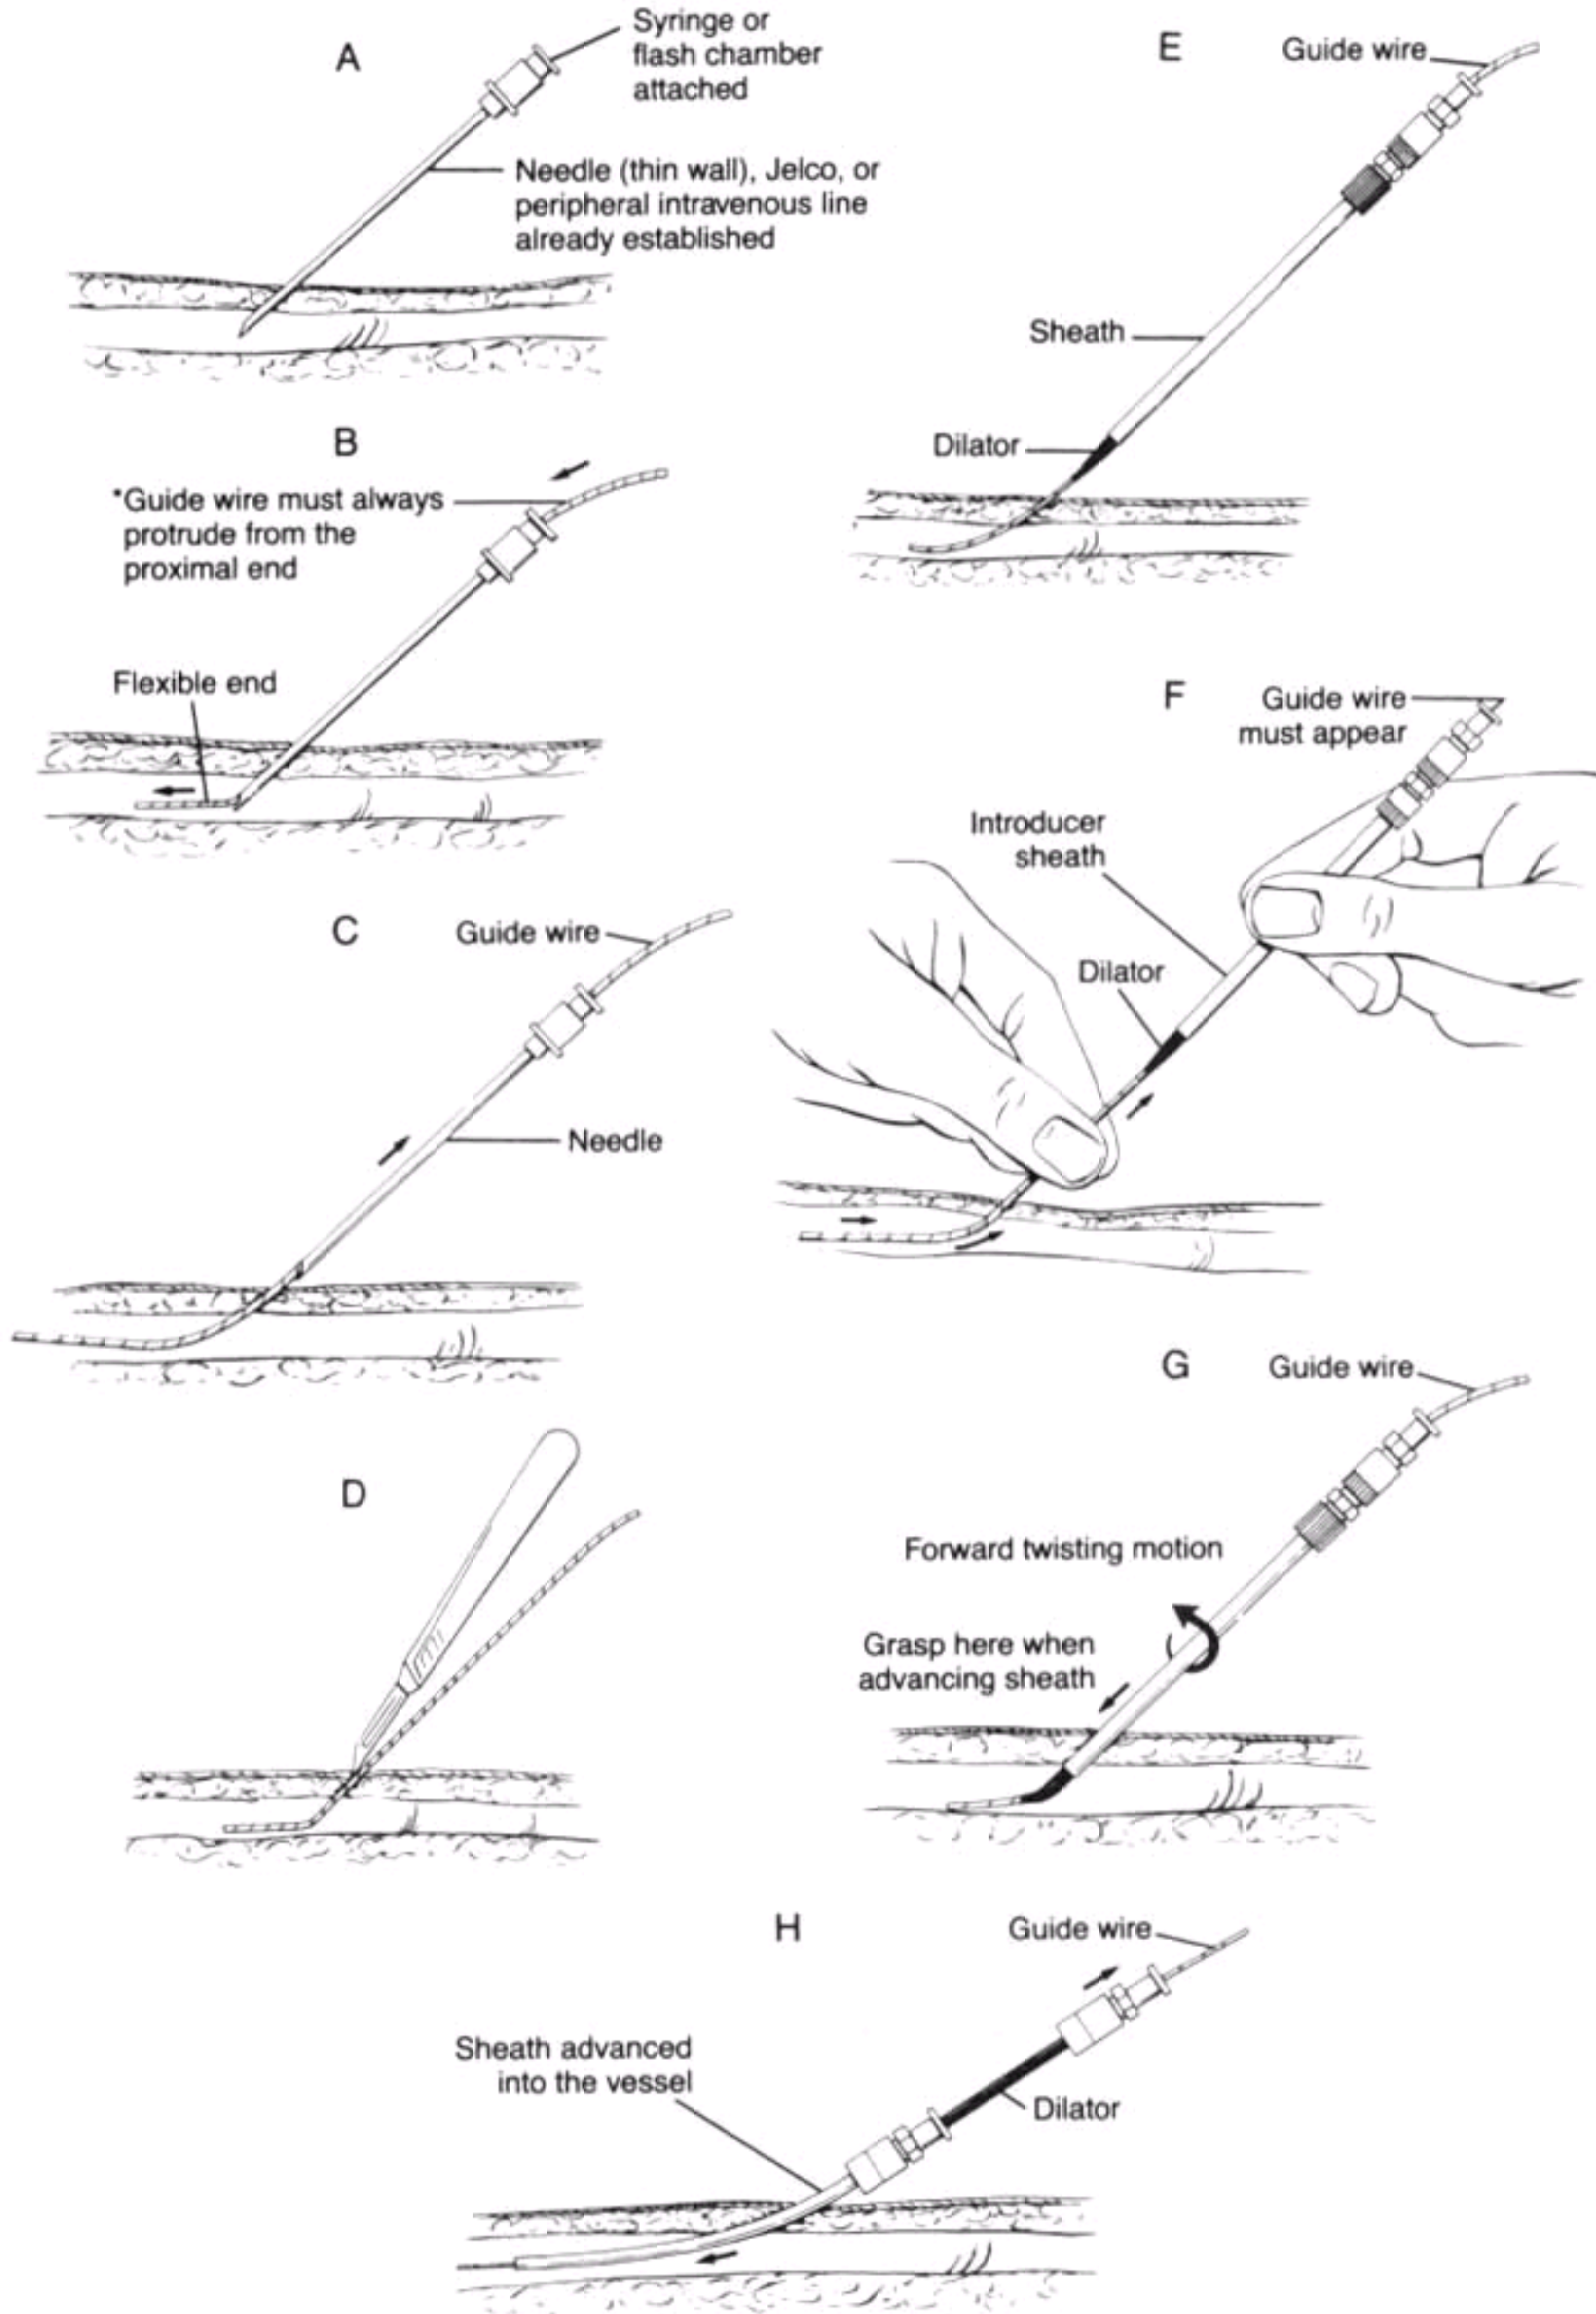 A
Syringe or
flash chamber
attached
Needle (thin wall), Jelco, or
peripheral intravenous line
already established
B
*Guide wire must always
protrude from the
proximal end
Flexible end
C
Guide wire
Needle
D
E
Guide wire
Sheath
Dilator
F
Guide wire
must appear
Introducer
sheath
Dilator
G
Guide wire
Forward twisting motion
Grasp here when
advancing sheath
H
Guide wire
Sheath advanced
into the vessel
Dilator